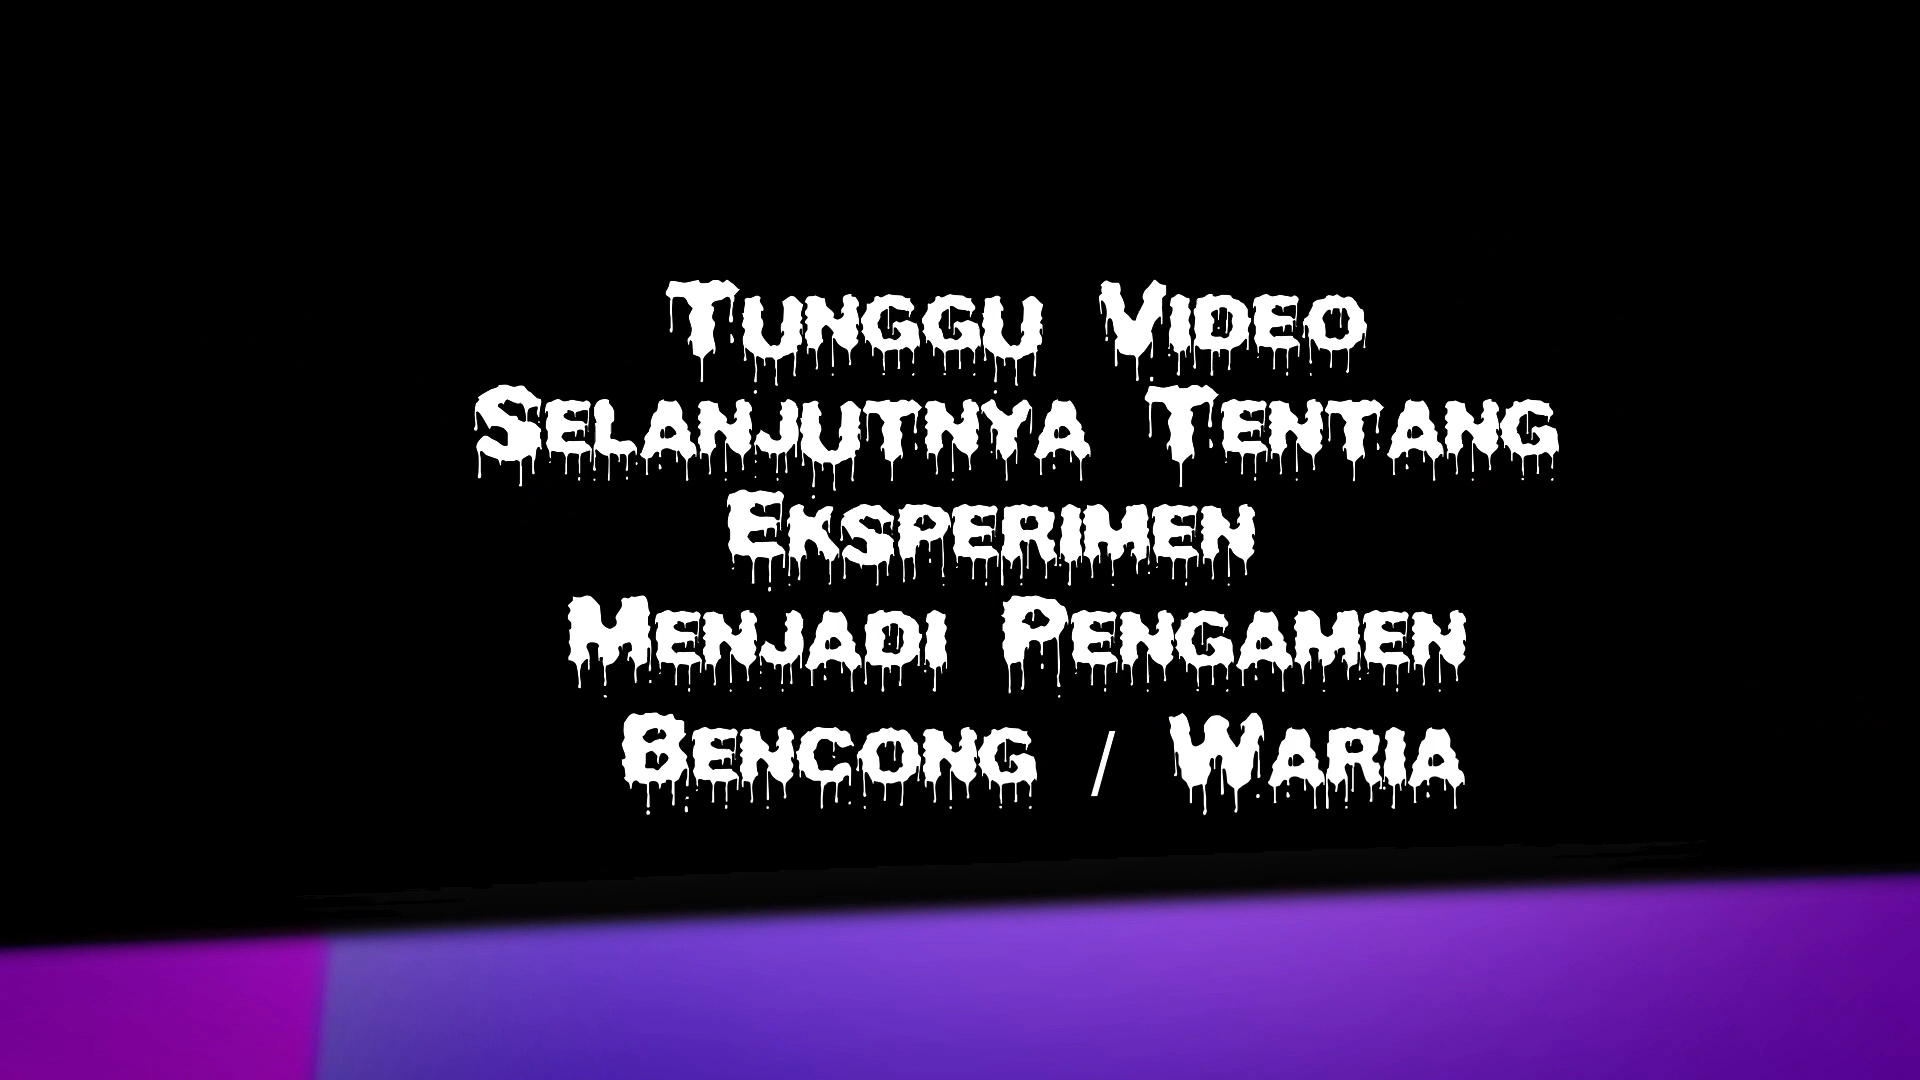 Tunggu Video
Selanjutnya Tentang
Eksperimen
Menjadi Pengamen
Bencong / Waria